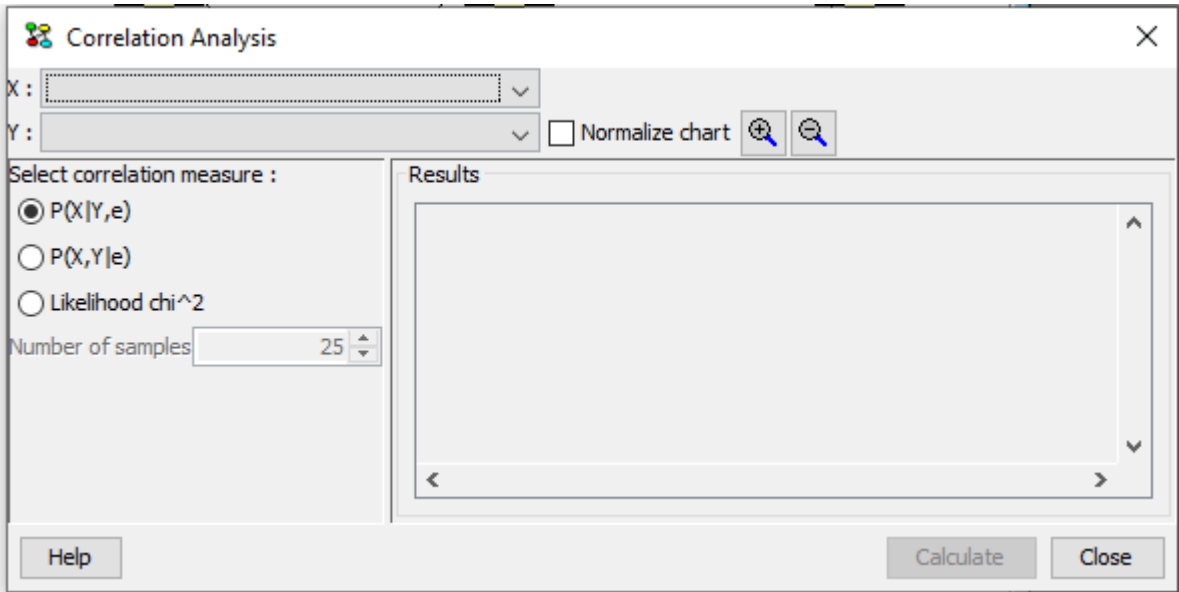 Correlation Analysis
X :
Y :
Normalize chart
Select correlation measure :
P(X|Y,e)
P(X,Y|e)
Likelihood chi^2
Number of samples 25
Results
Help
Calculate
Close